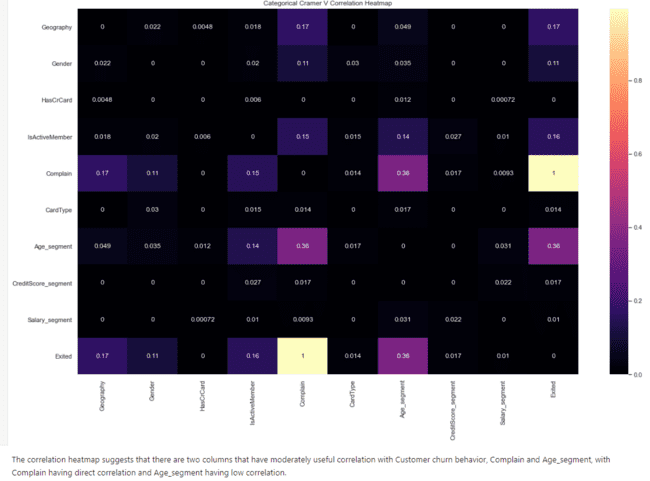 Categorical Cramer V Correlation Heatmap
Geography 0 0.022 0.0048 0.018 0.17 0 0.049 0 0 0.17
Gender 0.022 0 0 0.02 0.11 0.03 0.035 0 0 0.11
HasCrCard 0.0048 0 0 0.006 0 0 0.012 0 0.00072 0
IsActiveMember 0.018 0.02 0.006 0 0.15 0.015 0.14 0.027 0.01 0.16
Complain 0.17 0.11 0 0.15 0 0.014 0.36 0.017 0.0093 1
CardType 0 0.03 0 0.015 0.014 0 0.017 0 0 0.014
Age_segment 0.049 0.035 0.012 0.14 0.36 0.017 0 0 0.031 0.36
CreditScore_segment 0 0 0 0.027 0.017 0 0 0 0.022 0.017
Salary_segment 0 0 0.00072 0.01 0.0093 0 0.031 0.022 0 0.01
Exited 0.17 0.11 0 0.16 1 0.014 0.36 0.017 0.01 0
Geography Gender HasCrCard IsActiveMember Complain CardType Age_segment CreditScore_segment Salary_segment Exited
0.8
0.6
0.4
0.2
0.0
The correlation heatmap suggests that there are two columns that have moderately useful correlation with Customer churn behavior, Complain and Age_segment, with
Complain having direct correlation and Age_segment having low correlation.